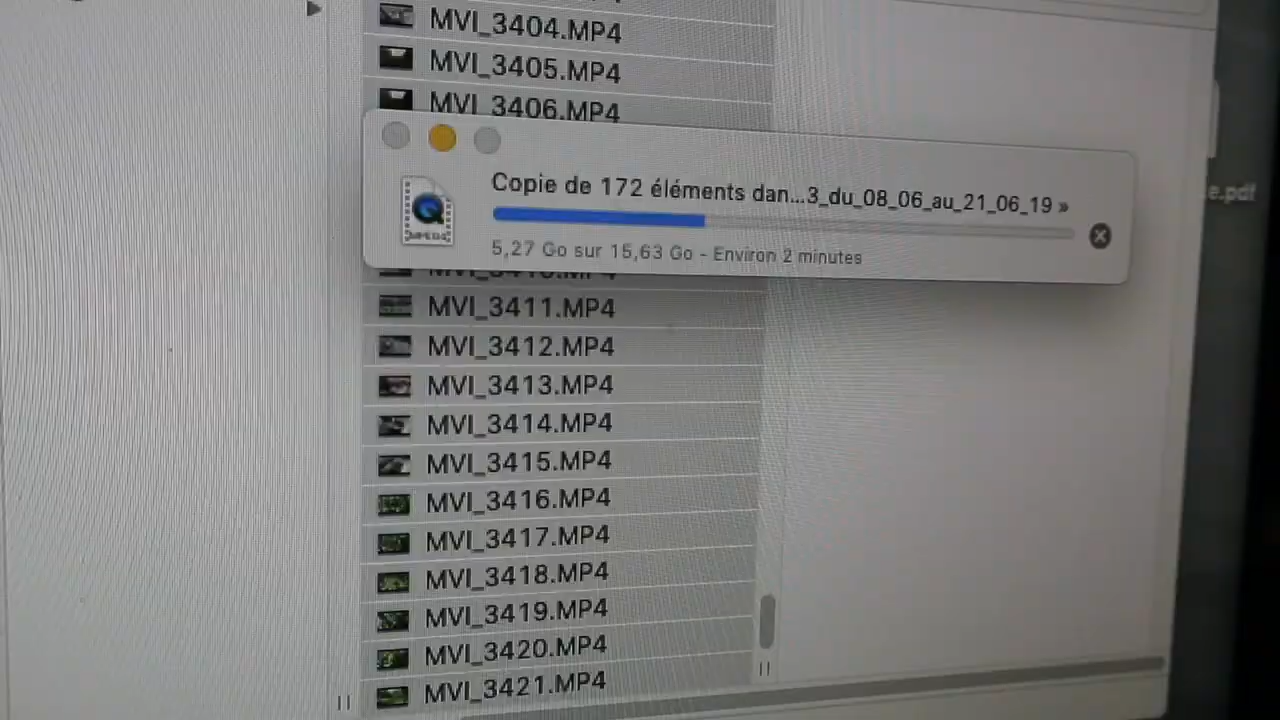 MVI_3404.MP4
MVI_3405.MP4
MVI_3406.MP4
Copie de 172 éléments dan...3_du_08_06_au_21_06_19 »
5,27 Go sur 15,63 Go - Environ 2 minutes
e.pdf
MPEG4
MVI_3411.MP4
MVI_3412.MP4
MVI_3413.MP4
MVI_3414.MP4
MVI_3415.MP4
MVI_3416.MP4
MVI_3417.MP4
MVI_3418.MP4
MVI_3419.MP4
MVI_3420.MP4
MVI_3421.MP4